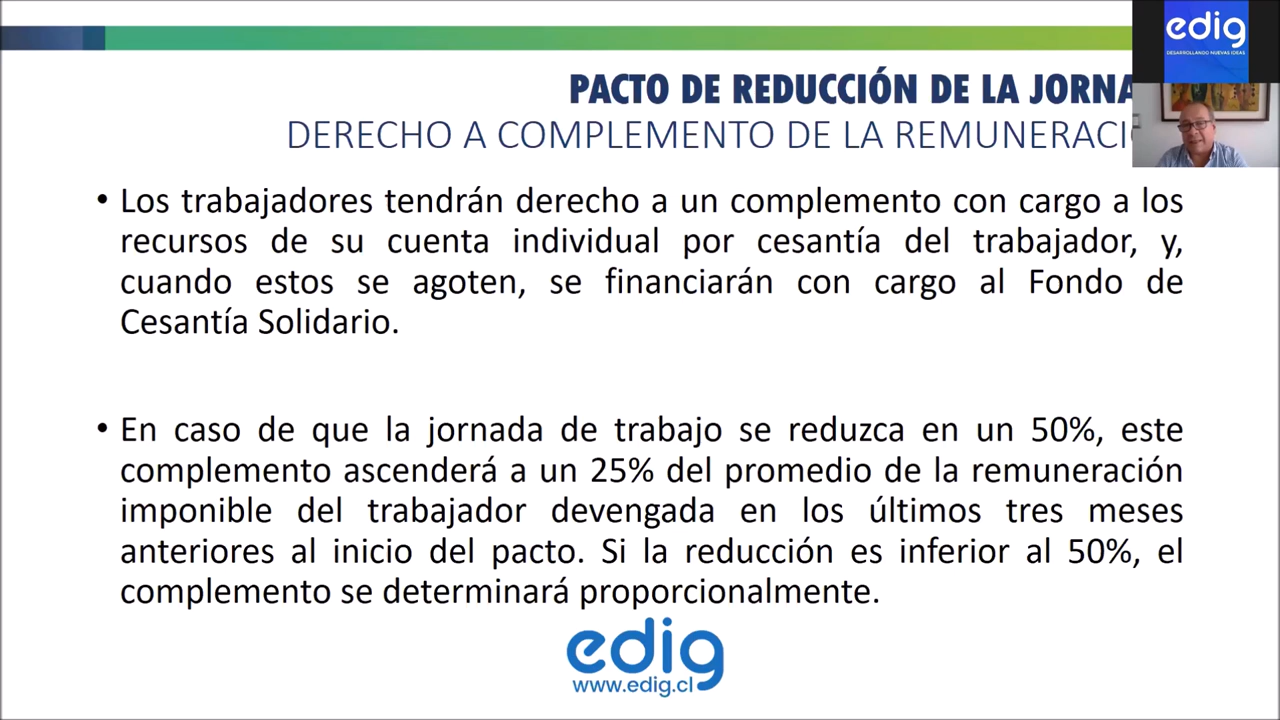 PACTO DE REDUCCIÓN DE LA JORNA
DERECHO A COMPLEMENTO DE LA REMUNERACI
edig
DESARROLLANDO NUEVAS IDEAS
• Los trabajadores tendrán derecho a un complemento con cargo a los
recursos de su cuenta individual por cesantía del trabajador, y,
cuando estos se agoten, se financiarán con cargo al Fondo de
Cesantía Solidario.
• En caso de que la jornada de trabajo se reduzca en un 50%, este
complemento ascenderá a un 25% del promedio de la remuneración
imponible del trabajador devengada en los últimos tres meses
anteriores al inicio del pacto. Si la reducción es inferior al 50%, el
complemento se determinará proporcionalmente.
edig
www.edig.cl